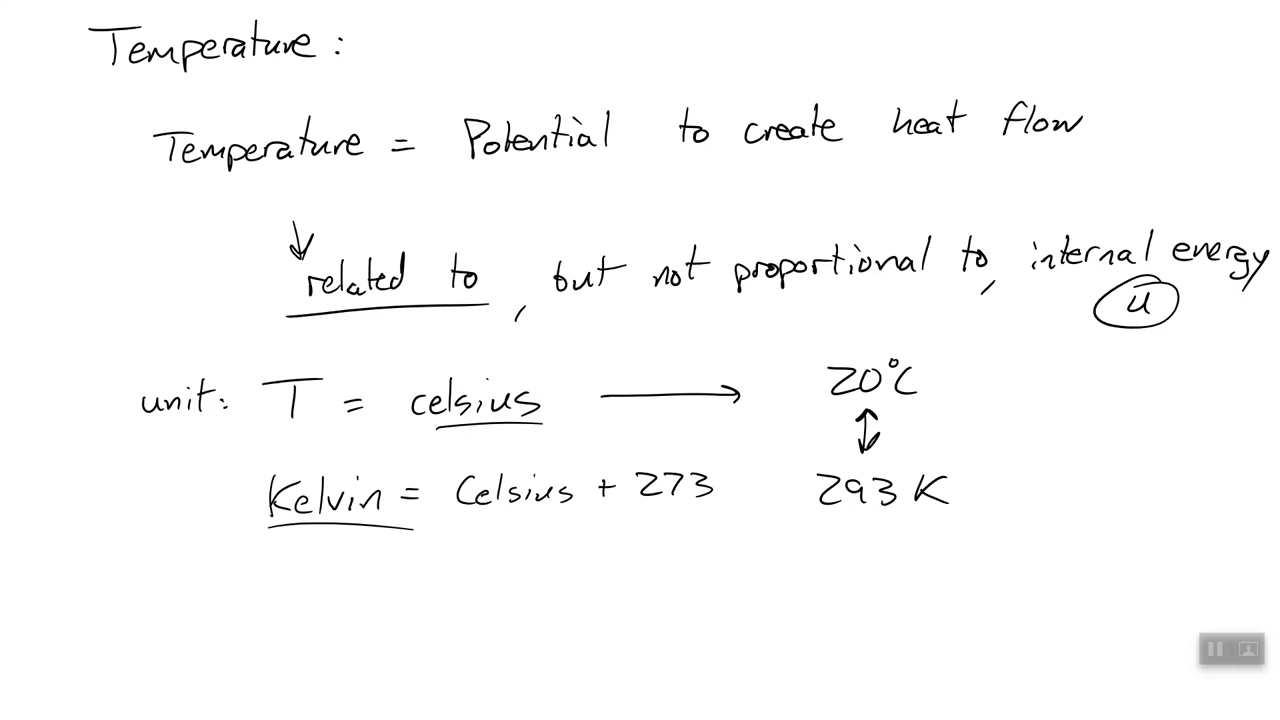 Temperature:
Temperature = Potential to create heat flow
↓
related to, but not proportional to, internal energy
u
unit: T = celsius → 20°C
↕
Kelvin = Celsius + 273 293 K